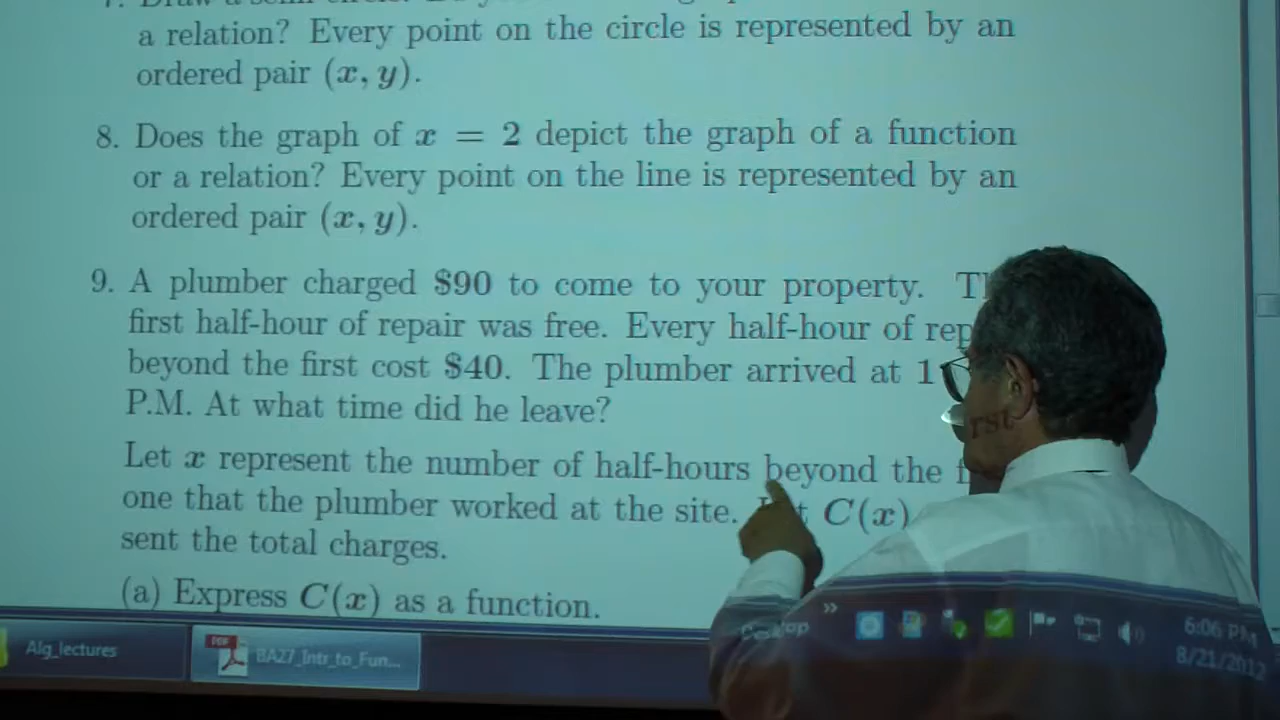 a relation? Every point on the circle is represented by an
ordered pair (x, y).
8. Does the graph of x = 2 depict the graph of a function
or a relation? Every point on the line is represented by an
ordered pair (x, y).
9. A plumber charged $90 to come to your property.
first half-hour of repair was free. Every half-hour of
beyond the first cost $40. The plumber arrived at
P.M. At what time did he leave?
Let x represent the number of half-hours beyond the
one that the plumber worked at the site. C(x)
sent the total charges.
(a) Express C(x) as a function.
Alg_lectures
PDF
BA27_Intr_to_Fun...
Desktop
»
6:06 PM
8/21/2012